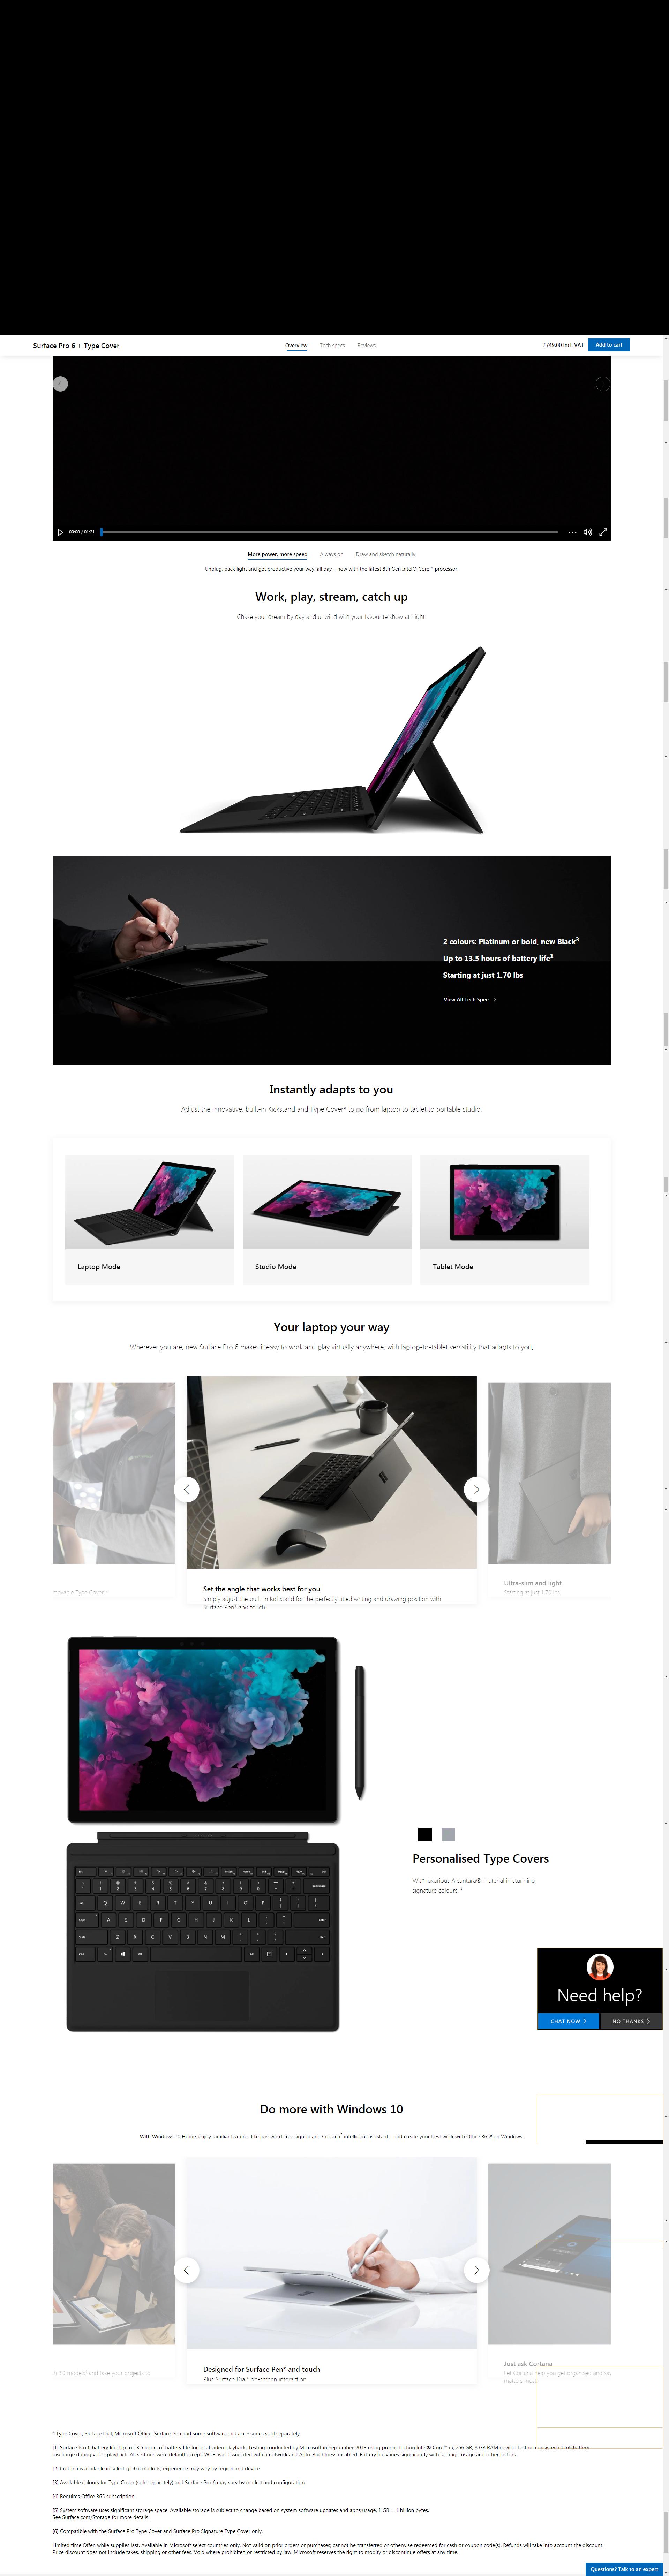 Surface Pro 6 + Type Cover
Overview Tech specs Reviews
£749.00 incl. VAT Add to cart
00:00 / 01:21
More power, more speed Always on Draw and sketch naturally
Unplug, pack light and get productive your way, all day – now with the latest 8th Gen Intel® Core™ processor.
Work, play, stream, catch up
Chase your dream by day and unwind with your favourite show at night.
2 colours: Platinum or bold, new Black3
Up to 13.5 hours of battery life1
Starting at just 1.70 lbs
View All Tech Specs
Instantly adapts to you
Adjust the innovative, built-in Kickstand and Type Cover* to go from laptop to tablet to portable studio.
Laptop Mode
Studio Mode
Tablet Mode
Your laptop your way
Wherever you are, new Surface Pro 6 makes it easy to work and play virtually anywhere, with laptop-to-tablet versatility that adapts to you.
movable Type Cover.*
Set the angle that works best for you
Simply adjust the built-in Kickstand for the perfectly titled writing and drawing position with
Surface Pen* and touch.
Ultra-slim and light
Starting at just 1.70 lbs
Personalised Type Covers
With luxurious Alcantara® material in stunning
signature colours. 3
Need help?
CHAT NOW NO THANKS
Do more with Windows 10
With Windows 10 Home, enjoy familiar features like password-free sign-in and Cortana2 intelligent assistant – and create your best work with Office 365* on Windows.
th 3D models* and take your projects to
Designed for Surface Pen* and touch
Plus Surface Dial* on-screen interaction.
Just ask Cortana
Let Cortana help you get organised and sa
matters most.
* Type Cover, Surface Dial, Microsoft Office, Surface Pen and some software and accessories sold separately.
[1] Surface Pro 6 battery life: Up to 13.5 hours of battery life for local video playback. Testing conducted by Microsoft in September 2018 using preproduction Intel® Core™ i5, 256 GB, 8 GB RAM device. Testing consisted of full battery
discharge during video playback. All settings were default except: Wi-Fi was associated with a network and Auto-Brightness disabled. Battery life varies significantly with settings, usage and other factors.
[2] Cortana is available in select global markets; experience may vary by region and device.
[3] Available colours for Type Cover (sold separately) and Surface Pro 6 may vary by market and configuration.
[4] Requires Office 365 subscription.
[5] System software uses significant storage space. Available storage is subject to change based on system software updates and apps usage. 1 GB = 1 billion bytes.
See Surface.com/Storage for more details.
[6] Compatible with the Surface Pro Type Cover and Surface Pro Signature Type Cover only.
Limited time Offer, while supplies last. Available in Microsoft select countries only. Not valid on prior orders or purchases; cannot be transferred or otherwise redeemed for cash or coupon code(s). Refunds will take into account the discount.
Price discount does not include taxes, shipping or other fees. Void where prohibited or restricted by law. Microsoft reserves the right to modify or discontinue offers at any time.
Questions? Talk to an expert